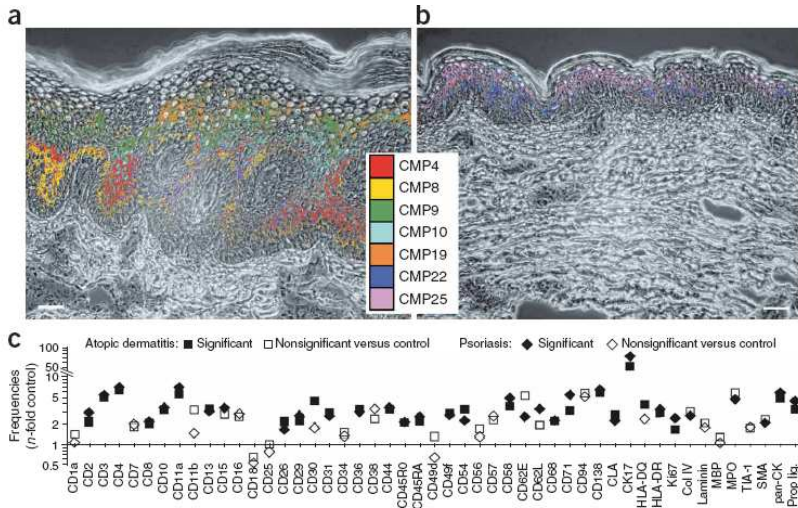 a
b
CMP4
CMP8
CMP9
CMP10
CMP19
CMP22
CMP25
c
Atopic dermatitis: ■ Significant □ Nonsignificant versus control Psoriasis: ◆ Significant ◇ Nonsignificant versus control
Frequencies
(n-fold control)
100
50
10
5
2
1
0.5
CD1a
CD2
CD3
CD4
CD7
CD8
CD10
CD11a
CD11b
CD13
CD15
CD16
CD18
CD25
CD26
CD29
CD30
CD31
CD34
CD36
CD38
CD44
CD45R0
CD45RA
CD49d
CD49f
CD54
CD56
CD57
CD58
CD62E
CD62L
CD68
CD71
CD94
CD138
CLA
CK17
HLA-DQ
HLA-DR
Ki67
Col IV
Laminin
MBP
MPO
TIA-1
SMA
pan-CK
Prop lig.